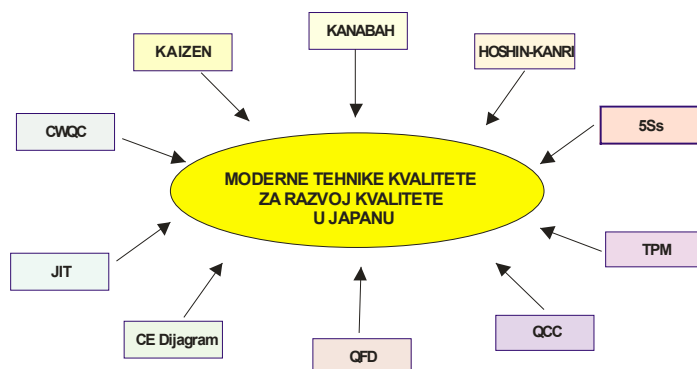 KANABAH
KAIZEN
HOSHIN-KANRI
CWQC
5Ss
MODERNE TEHNIKE KVALITETE
ZA RAZVOJ KVALITETE
U JAPANU
JIT
TPM
CE Dijagram
QFD
QCC